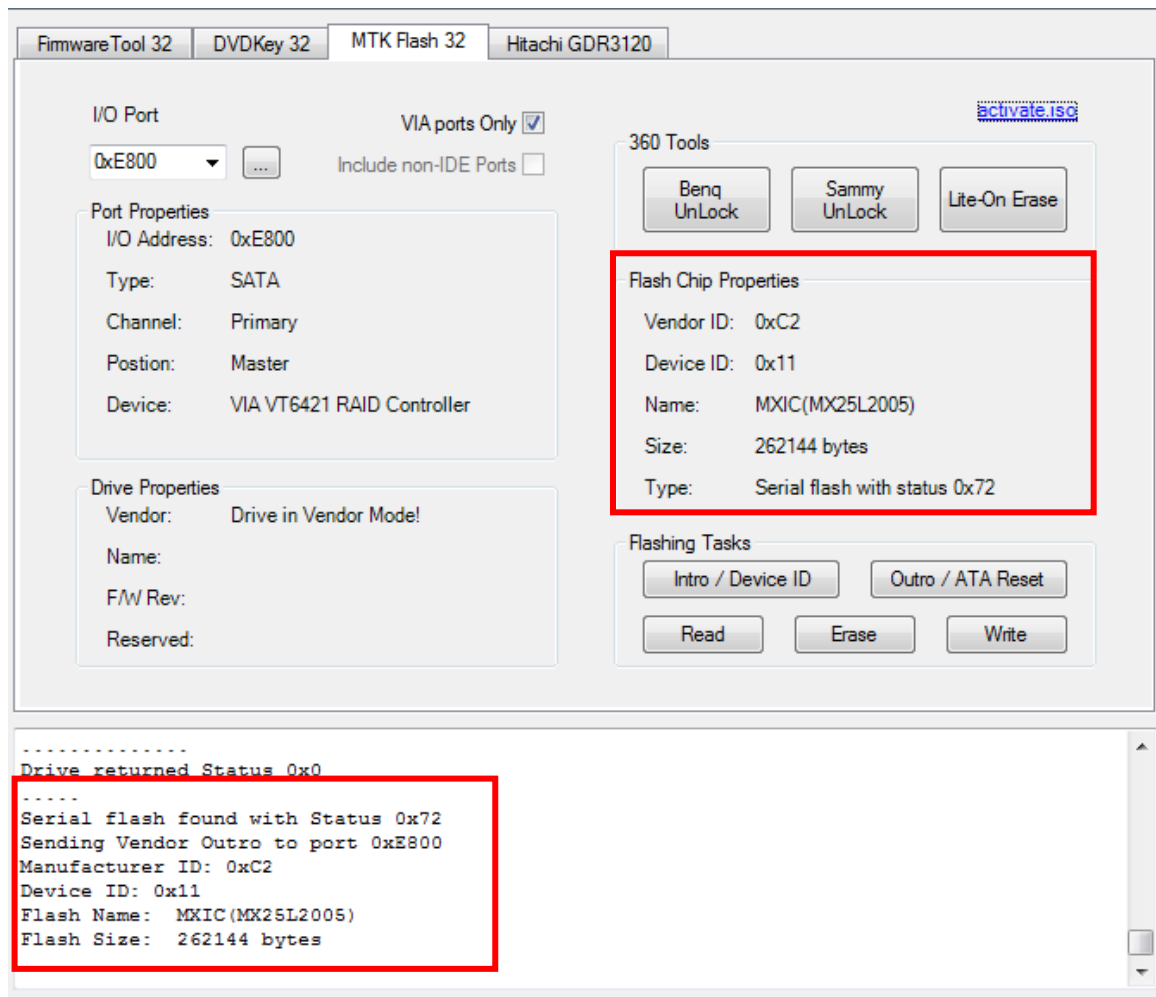 FirmwareTool 32
DVDKey 32
MTK Flash 32
Hitachi GDR3120
I/O Port
VIA ports Only
0xE800
...
Include non-IDE Ports
Port Properties
I/O Address: 0xE800
Type: SATA
Channel: Primary
Postion: Master
Device: VIA VT6421 RAID Controller
Drive Properties
Vendor: Drive in Vendor Mode!
Name:
F/W Rev:
Reserved:
activate.iso
360 Tools
Benq
UnLock
Sammy
UnLock
Lite-On Erase
Flash Chip Properties
Vendor ID: 0xC2
Device ID: 0x11
Name: MXIC(MX25L2005)
Size: 262144 bytes
Type: Serial flash with status 0x72
Flashing Tasks
Intro / Device ID
Outro / ATA Reset
Read
Erase
Write
..............
Drive returned Status 0x0
.....
Serial flash found with Status 0x72
Sending Vendor Outro to port 0xE800
Manufacturer ID: 0xC2
Device ID: 0x11
Flash Name:  MXIC(MX25L2005)
Flash Size:  262144 bytes